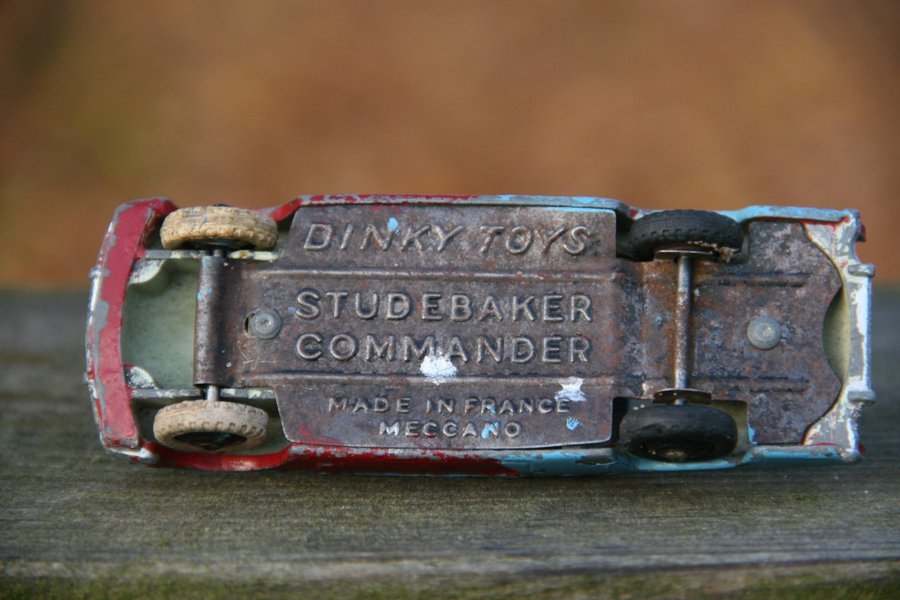 DINKY TOYS
STUDEBAKER
COMMANDER
MADE IN FRANCE
MECCANO